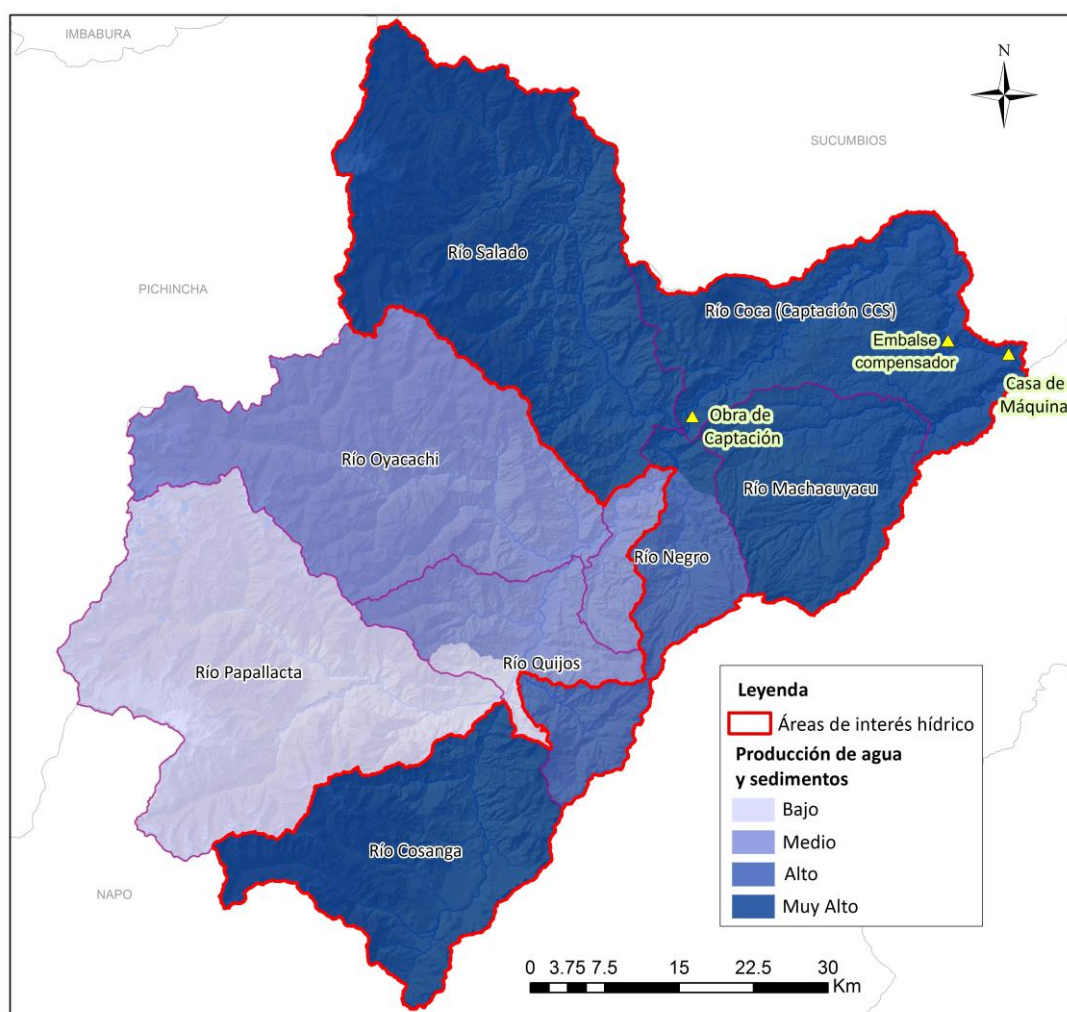 IMBABURA
N
SUCUMBIOS
Río Salado
PICHINCHA
Río Coca (Captación CCS)
Embalse
compensador
Casa de
Máquina
Obra de
Captación
Río Oyacachi
Río Machacuyacu
Río Negro
Río Quijos
Río Papallacta
Río Cosanga
NAPO
Leyenda
Áreas de interés hídrico
Producción de agua
y sedimentos
Bajo
Medio
Alto
Muy Alto
0 3.75 7.5 15 22.5 30
Km